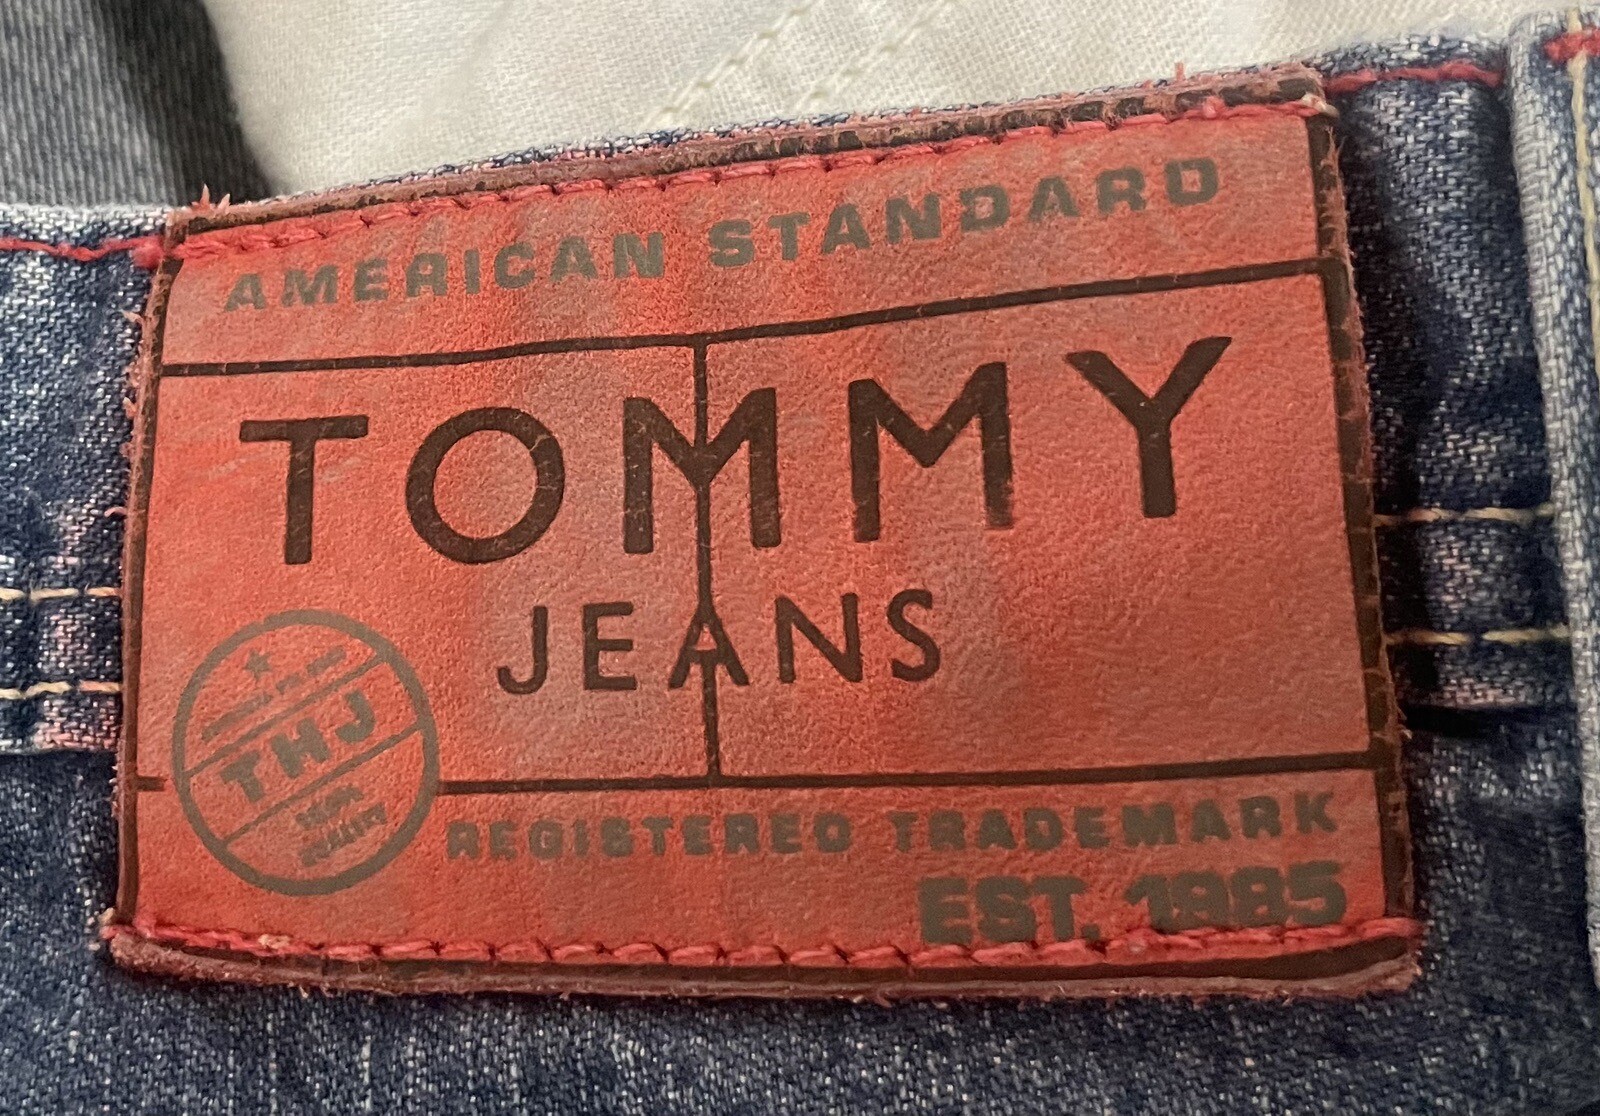 AMERICAN STANDARD
TOMMY
JEANS
THJ
REGISTERED TRADEMARK
EST. 1985